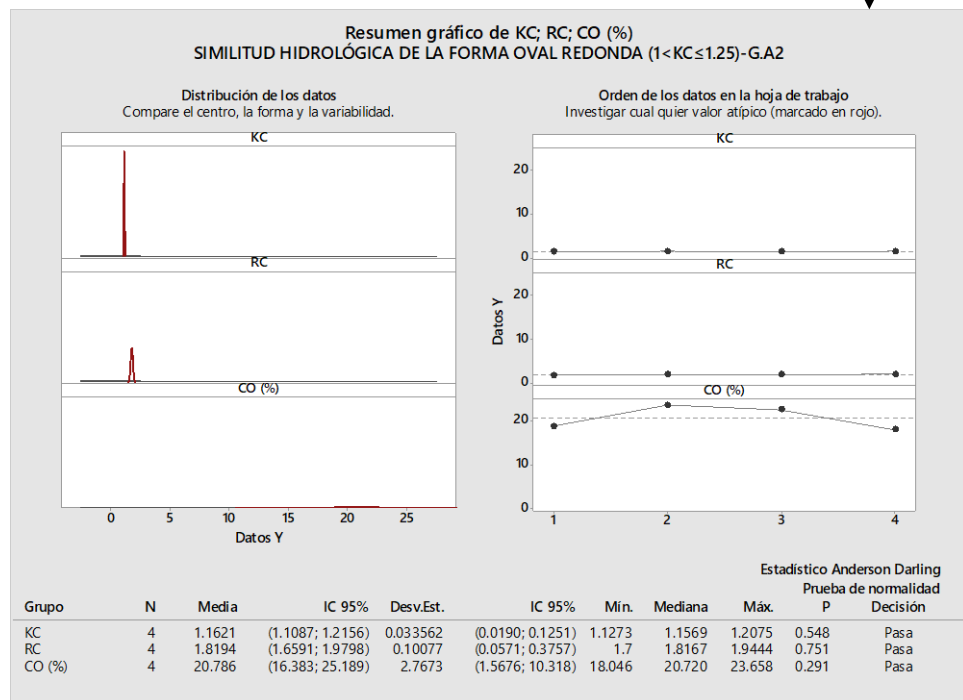 Resumen gráfico de KC; RC; CO (%)
SIMILITUD HIDROLÓGICA DE LA FORMA OVAL REDONDA (1<KC≤1.25)-G.A2
Distribución de los datos
Compare el centro, la forma y la variabilidad.
KC
RC
CO (%)
0 5 10 15 20 25
Datos Y
Orden de los datos en la hoja de trabajo
Investigar cual quier valor atípico (marcado en rojo).
KC
20
10
0
RC
20
10
0
CO (%)
20
10
0
Datos Y
1 2 3 4
Estadístico Anderson Darling
Prueba de normalidad
Grupo N Media IC 95% Desv.Est. IC 95% Mín. Mediana Máx. P Decisión
KC 4 1.1621 (1.1087; 1.2156) 0.033562 (0.0190; 0.1251) 1.1273 1.1569 1.2075 0.548 Pasa
RC 4 1.8194 (1.6591; 1.9798) 0.10077 (0.0571; 0.3757) 1.7 1.8167 1.9444 0.751 Pasa
CO (%) 4 20.786 (16.383; 25.189) 2.7673 (1.5676; 10.318) 18.046 20.720 23.658 0.291 Pasa